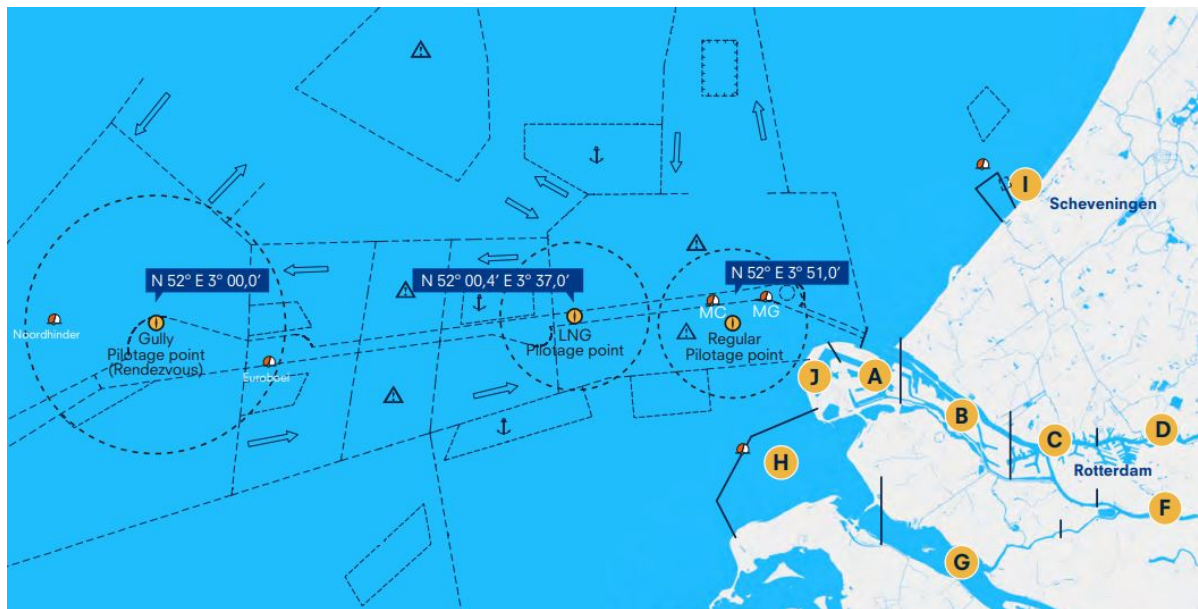 I
Scheveningen
N 52° E 3° 00,0'
N 52° 00,4' E 3° 37,0'
N 52° E 3° 51,0'
MC
MG
Noordhinder
Gully
Pilotage point
(Rendezvous)
LNG
Pilotage point
Regular
Pilotage point
Euroboei
J
A
B
C
D
Rotterdam
H
F
G